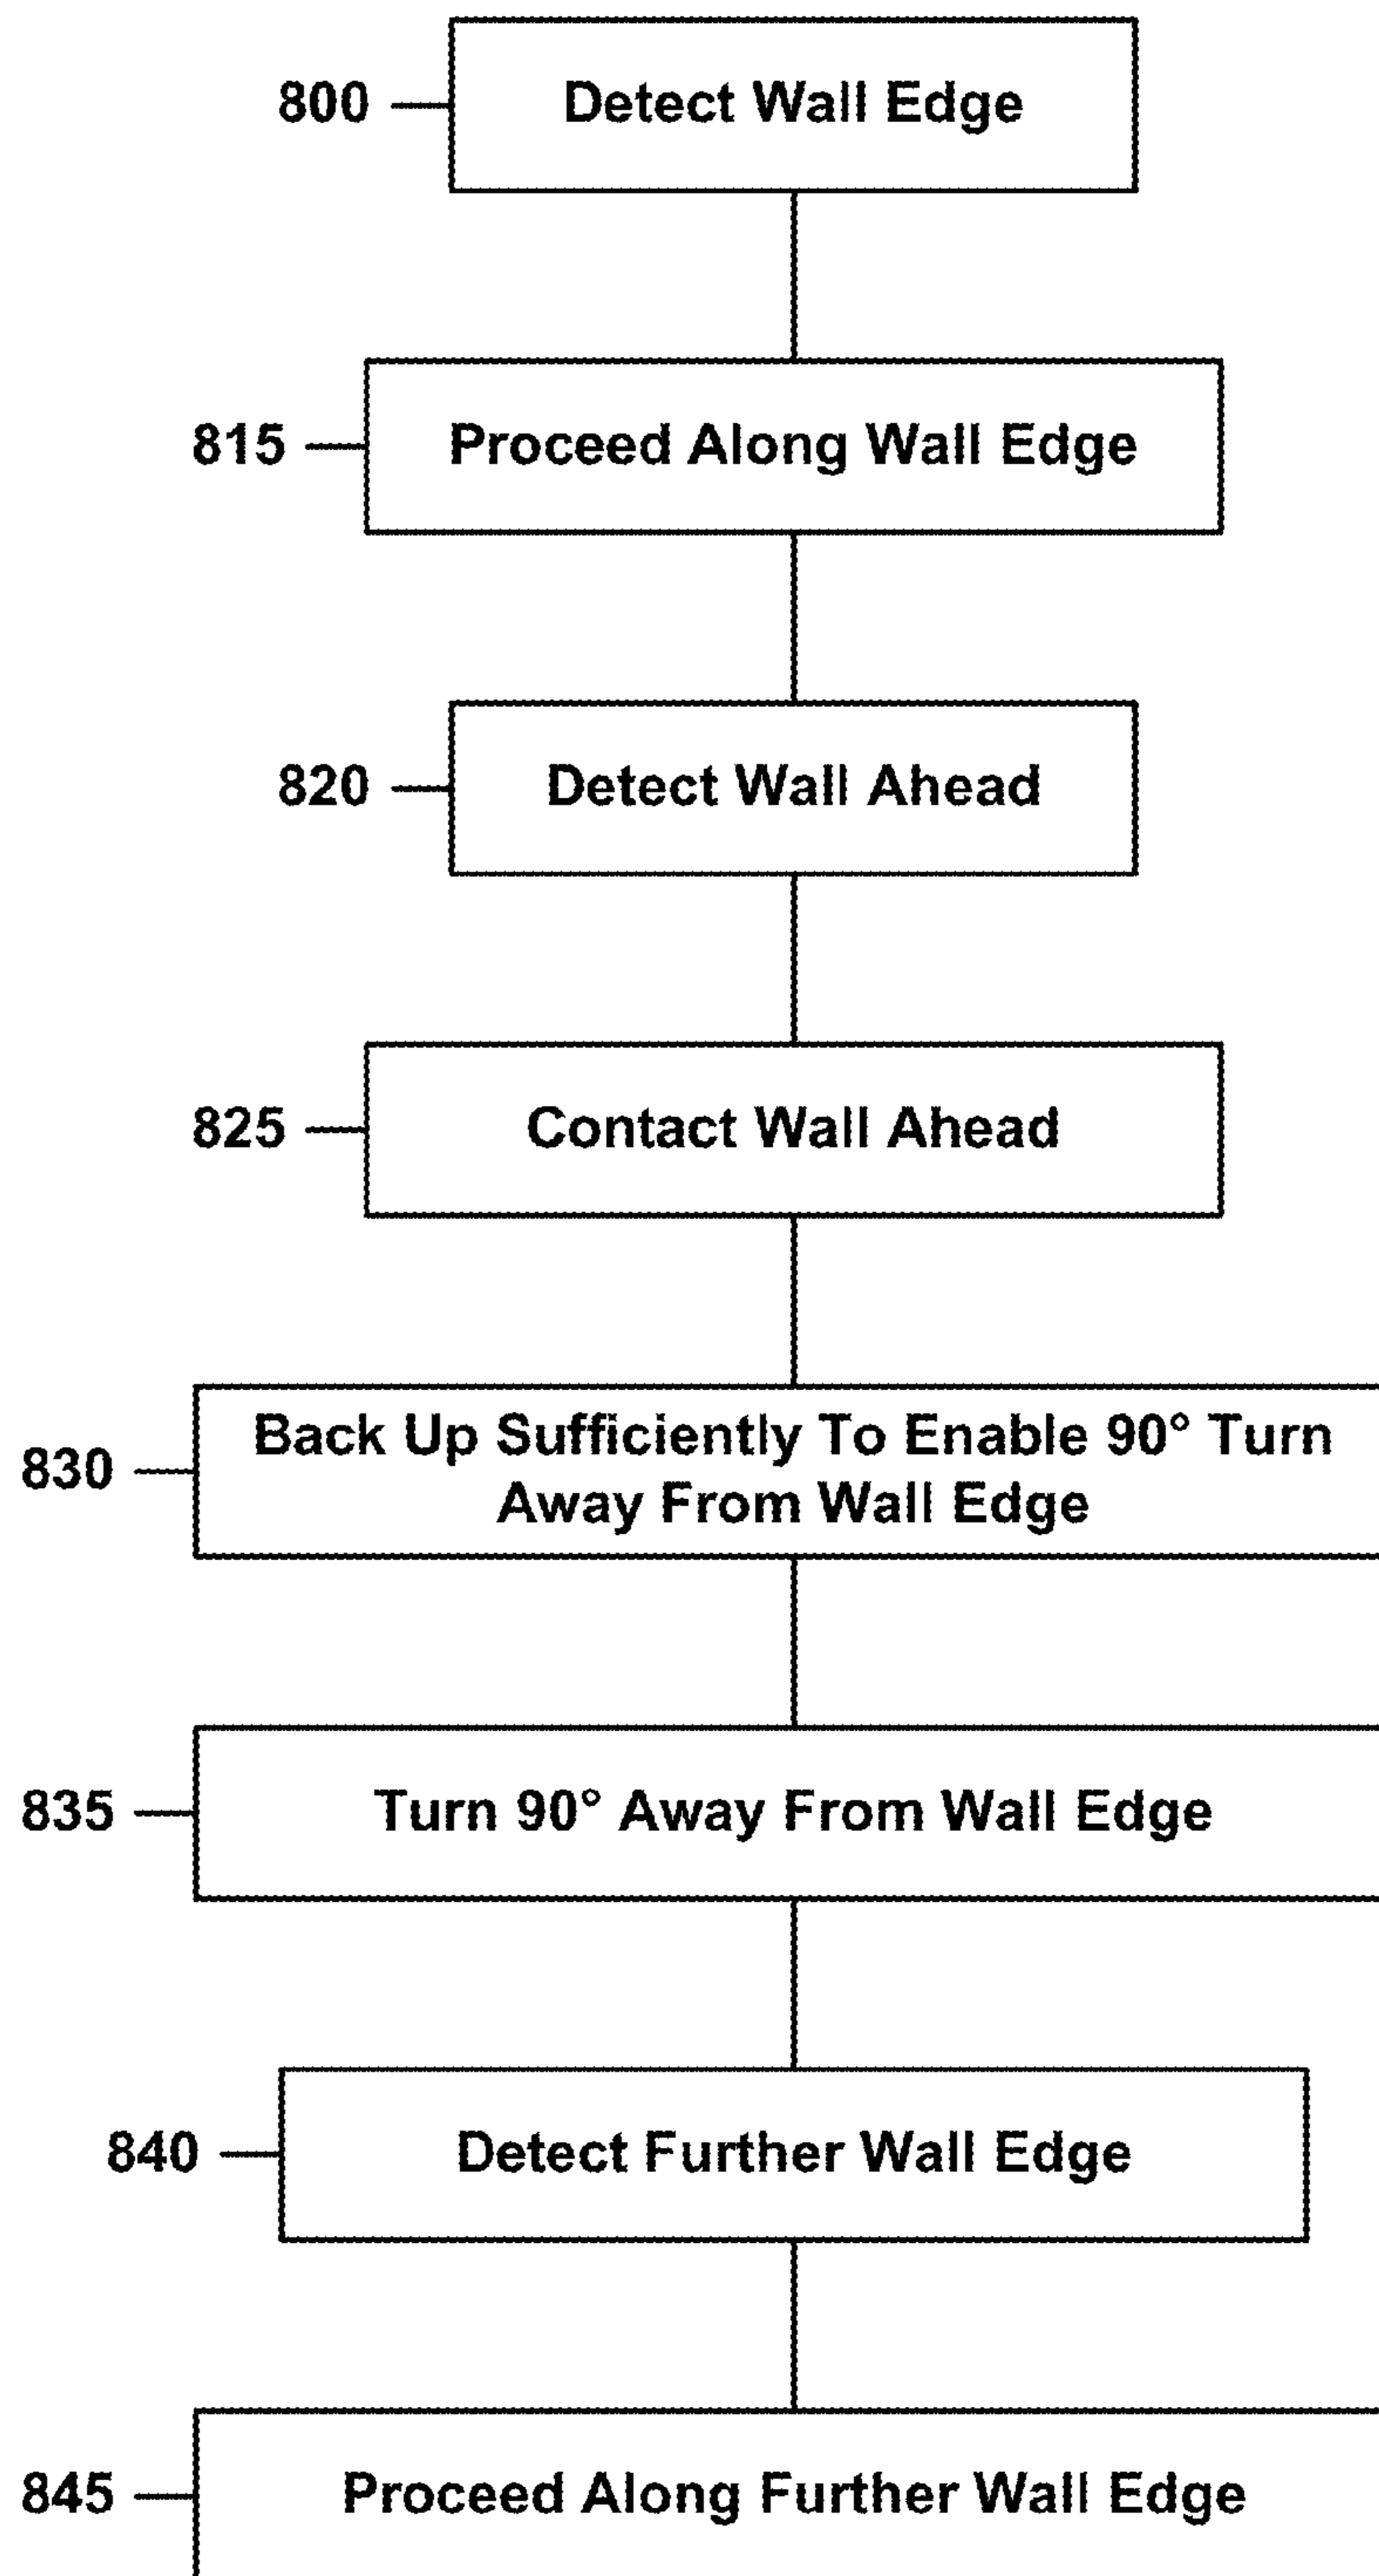 800 Detect Wall Edge
815 Proceed Along Wall Edge
820 Detect Wall Ahead
825 Contact Wall Ahead
Back Up Sufficiently To Enable 90° Turn
830
Away From Wall Edge
835 Turn 90° Away From Wall Edge
840 Detect Further Wall Edge
845 Proceed Along Further Wall Edge